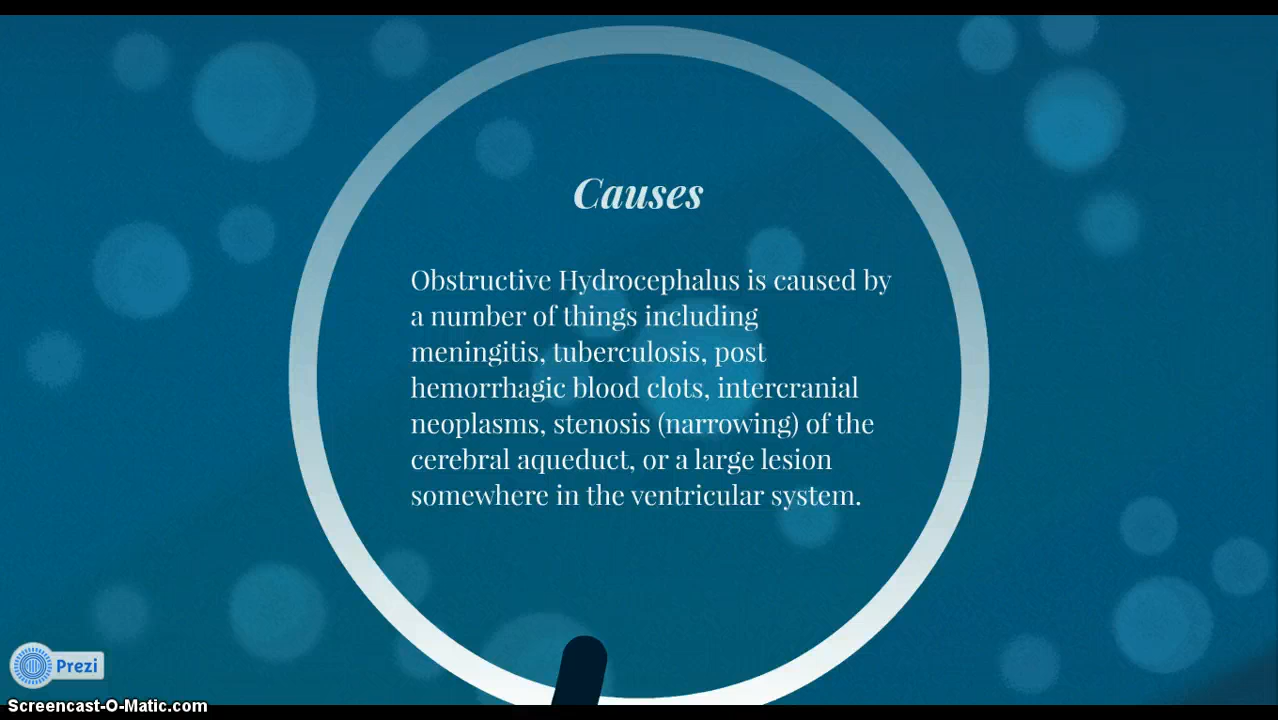 Causes
Obstructive Hydrocephalus is caused by
a number of things including
meningitis, tuberculosis, post
hemorrhagic blood clots, intercranial
neoplasms, stenosis (narrowing) of the
cerebral aqueduct, or a large lesion
somewhere in the ventricular system.
Prezi
Screencast-O-Matic.com